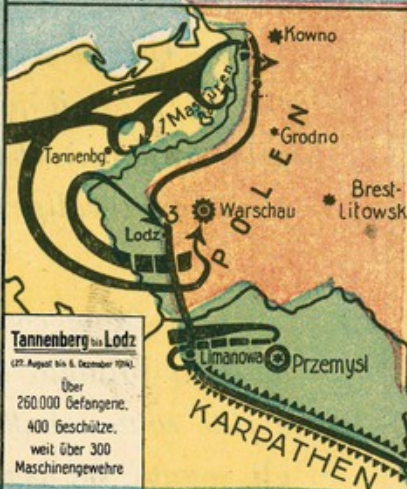 Kowno
1 Masuren
Grodno
Tannenbg.
POLEN
Brest-
Litowsk
3
Warschau
Lodz
Tannenberg bis Lodz
(27. August bis 6. Dezember 1914).
Über
260.000 Gefangene,
400 Geschütze,
weit über 300
Maschinengewehre
Limanowa
Przemysl
KARPATHEN